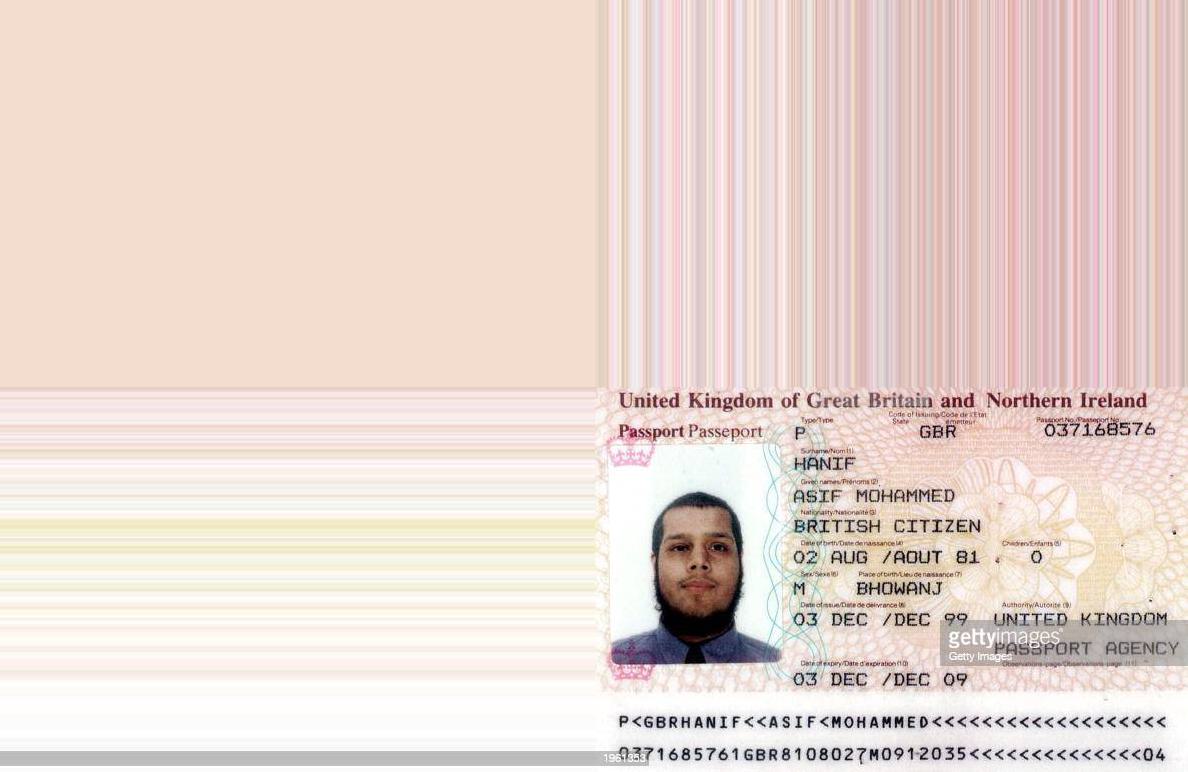 United Kingdom of Great Britain and Northern Ireland
Passport Passeport
Type/Type
Code of Issuing/Code de l'Etat
State émetteur
Passport No./Passeport No.
P GBR 037168576
Surname/Nom (1)
HANIF
Given names/Prénoms (2)
ASIF MOHAMMED
Nationality/Nationalité (3)
BRITISH CITIZEN
Date of birth/Date de naissance (4) Children/Enfants (5)
02 AUG /AOUT 81 0
Sex/Sexe (6) Place of birth/Lieu de naissance (7)
M BHOWANJ
Date of issue/Date de délivrance (8) Authority/Autorité (9)
03 DEC /DEC 99 UNITED KINGDOM
gettyimages
PASSPORT AGENCY
Getty Images
Date of expiry/Date d'expiration (10) Observations-page/Observations-page (11)
03 DEC /DEC 09
P<GBRHANIF<<ASIF<MOHAMMED<<<<<<<<<<<<<<<<<<<
0371685761GBR8108027M0912035<<<<<<<<<<<<<<04
1961353